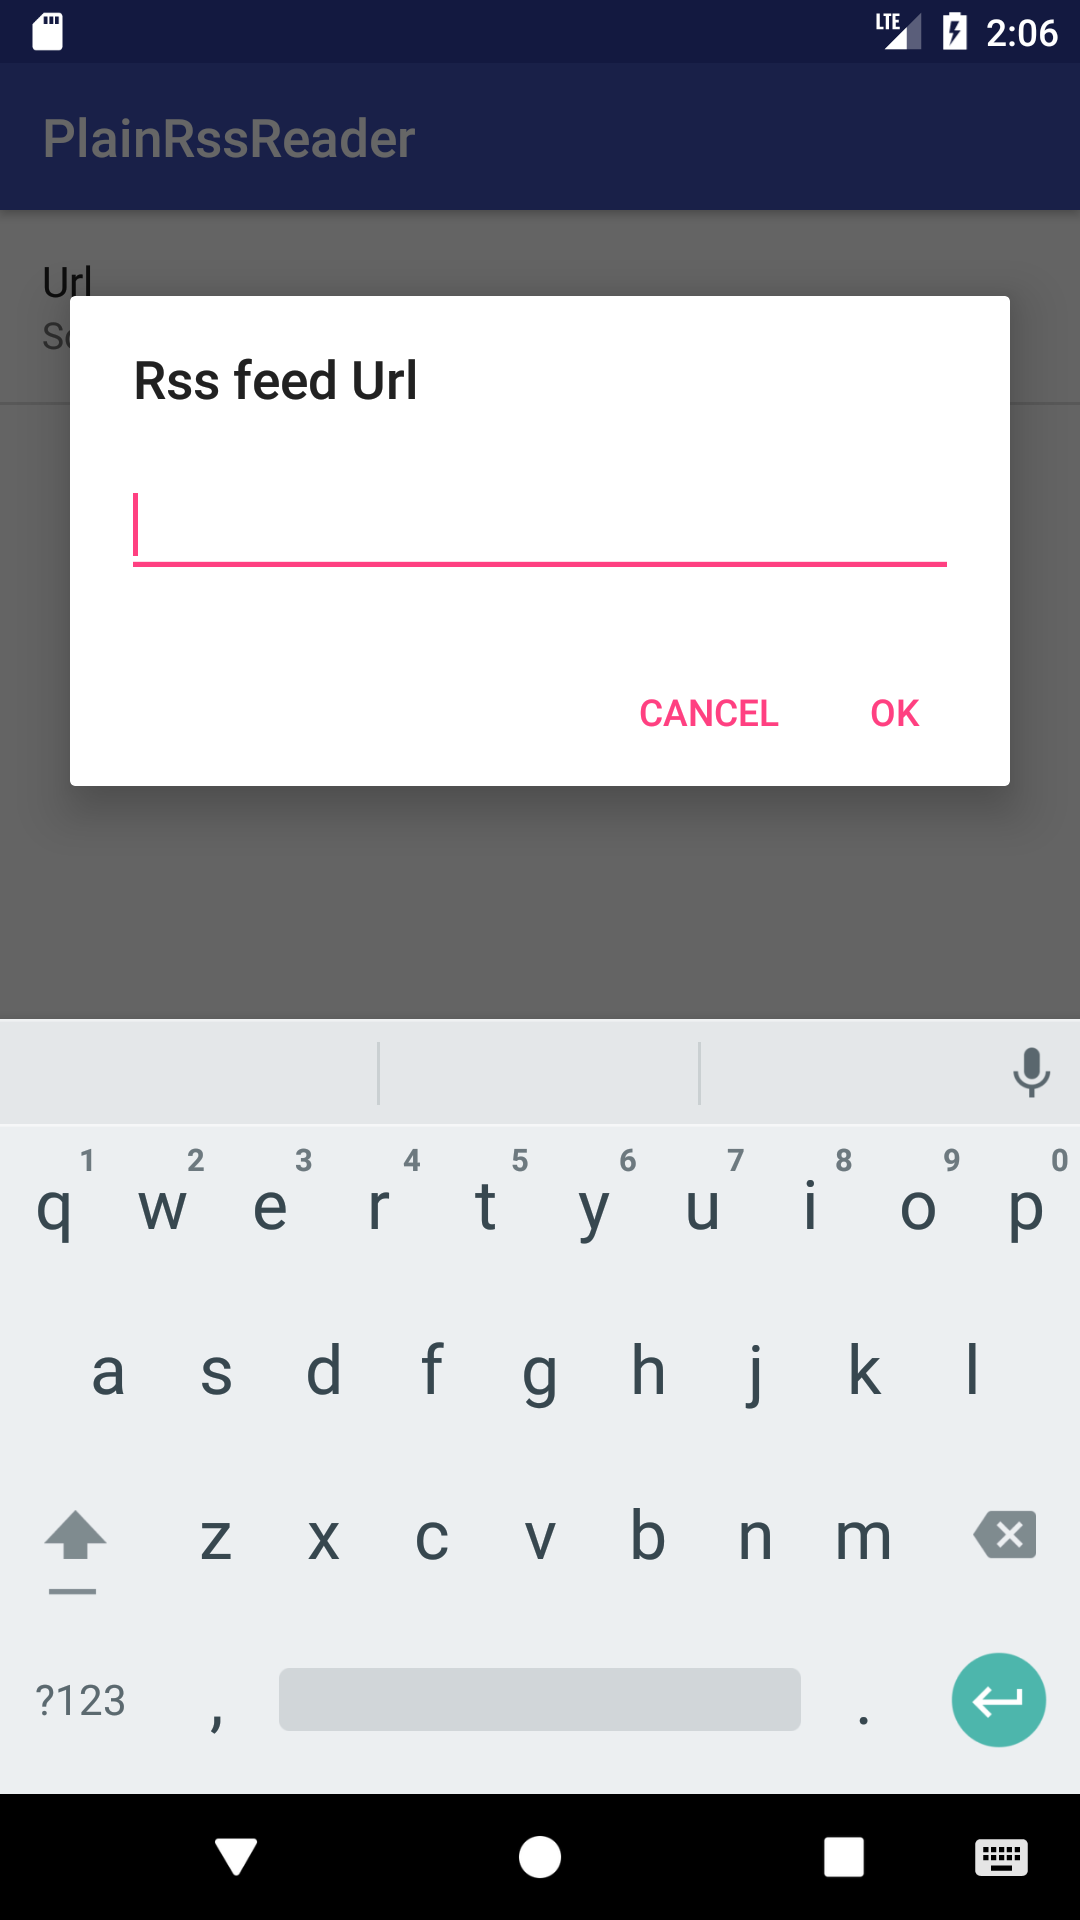 LTE 2:06
PlainRssReader
Url
Rss feed Url
CANCEL OK
1 2 3 4 5 6 7 8 9 0
q w e r t y u i o p
a s d f g h j k l
z x c v b n m
?123 , .